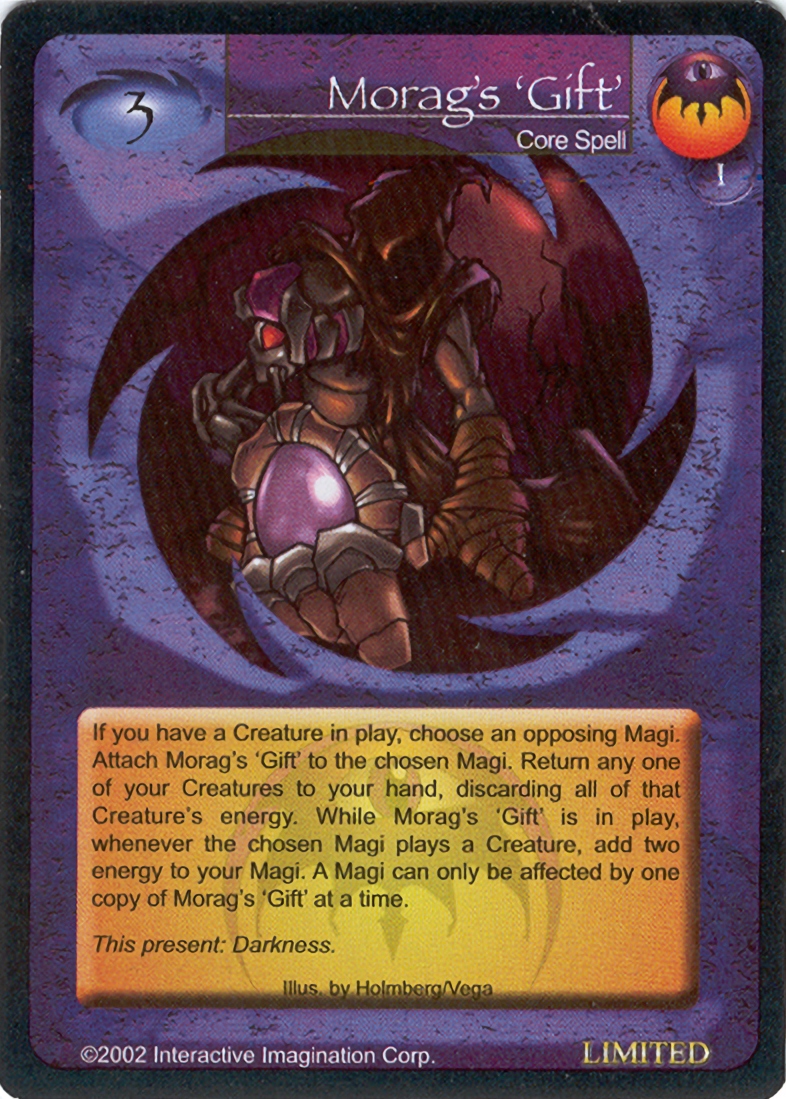 3
Morag's 'Gift'
Core Spell
1
If you have a Creature in play, choose an opposing Magi.
Attach Morag's 'Gift' to the chosen Magi. Return any one
of your Creatures to your hand, discarding all of that
Creature's energy. While Morag's 'Gift' is in play,
whenever the chosen Magi plays a Creature, add two
energy to your Magi. A Magi can only be affected by one
copy of Morag's 'Gift' at a time.
This present: Darkness.
Illus. by Holmberg/Vega
©2002 Interactive Imagination Corp.
LIMITED